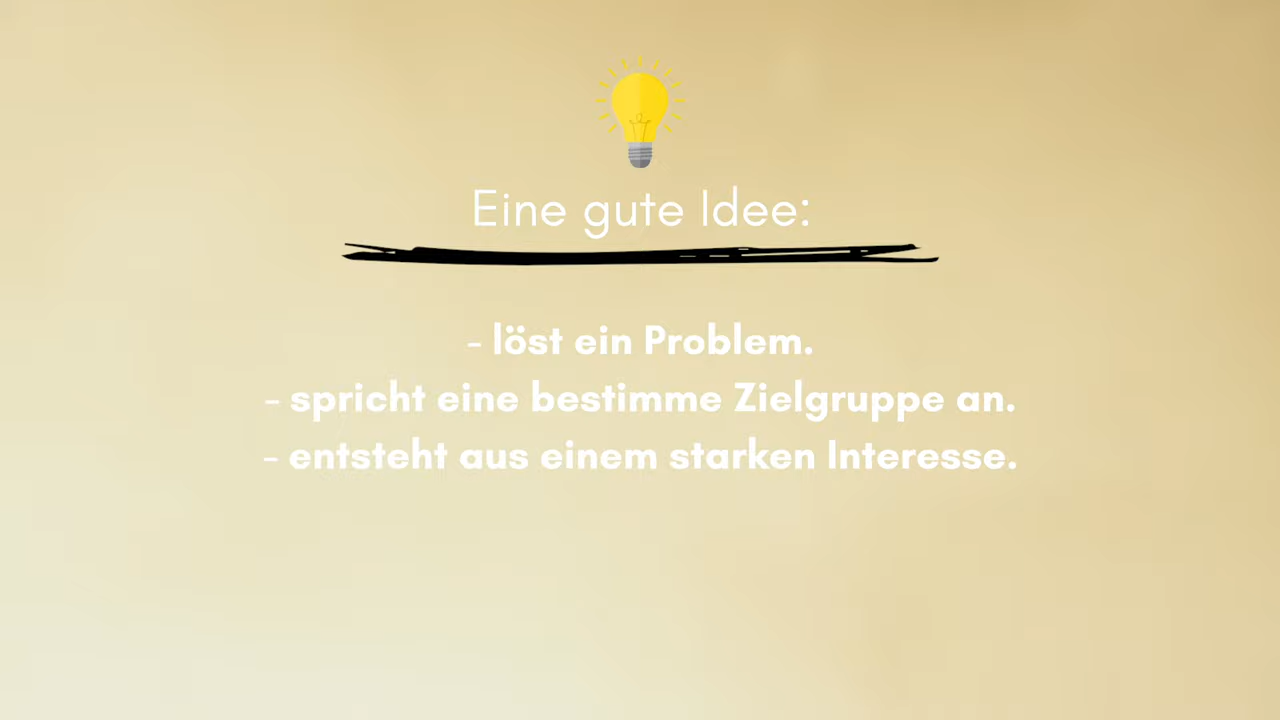 Eine gute Idee:
- löst ein Problem.
- spricht eine bestimme Zielgruppe an.
- entsteht aus einem starken Interesse.